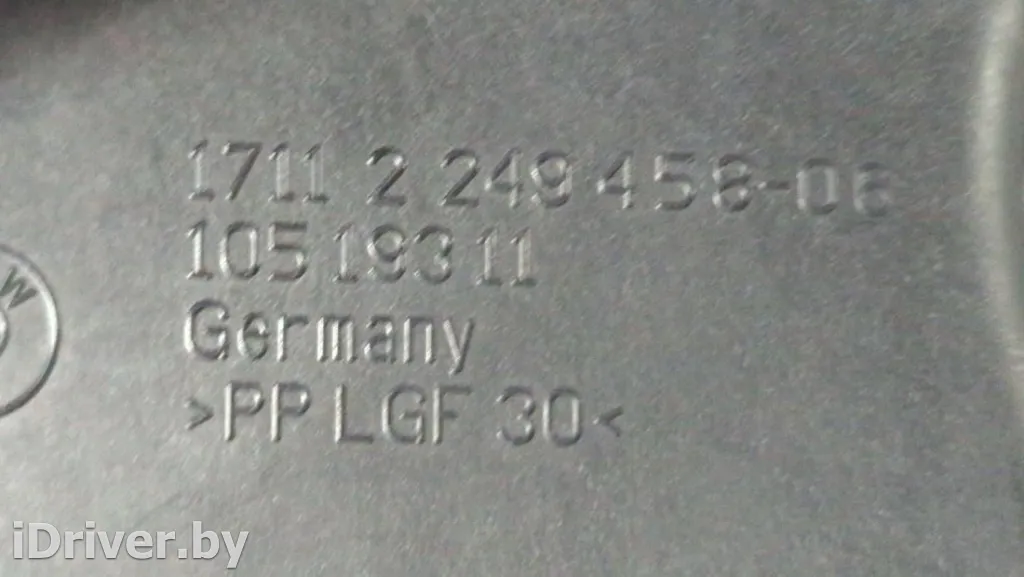 1711 2 249 458-06
105 193 11
Germany
>PP LGF 30<
W
iDriver.by